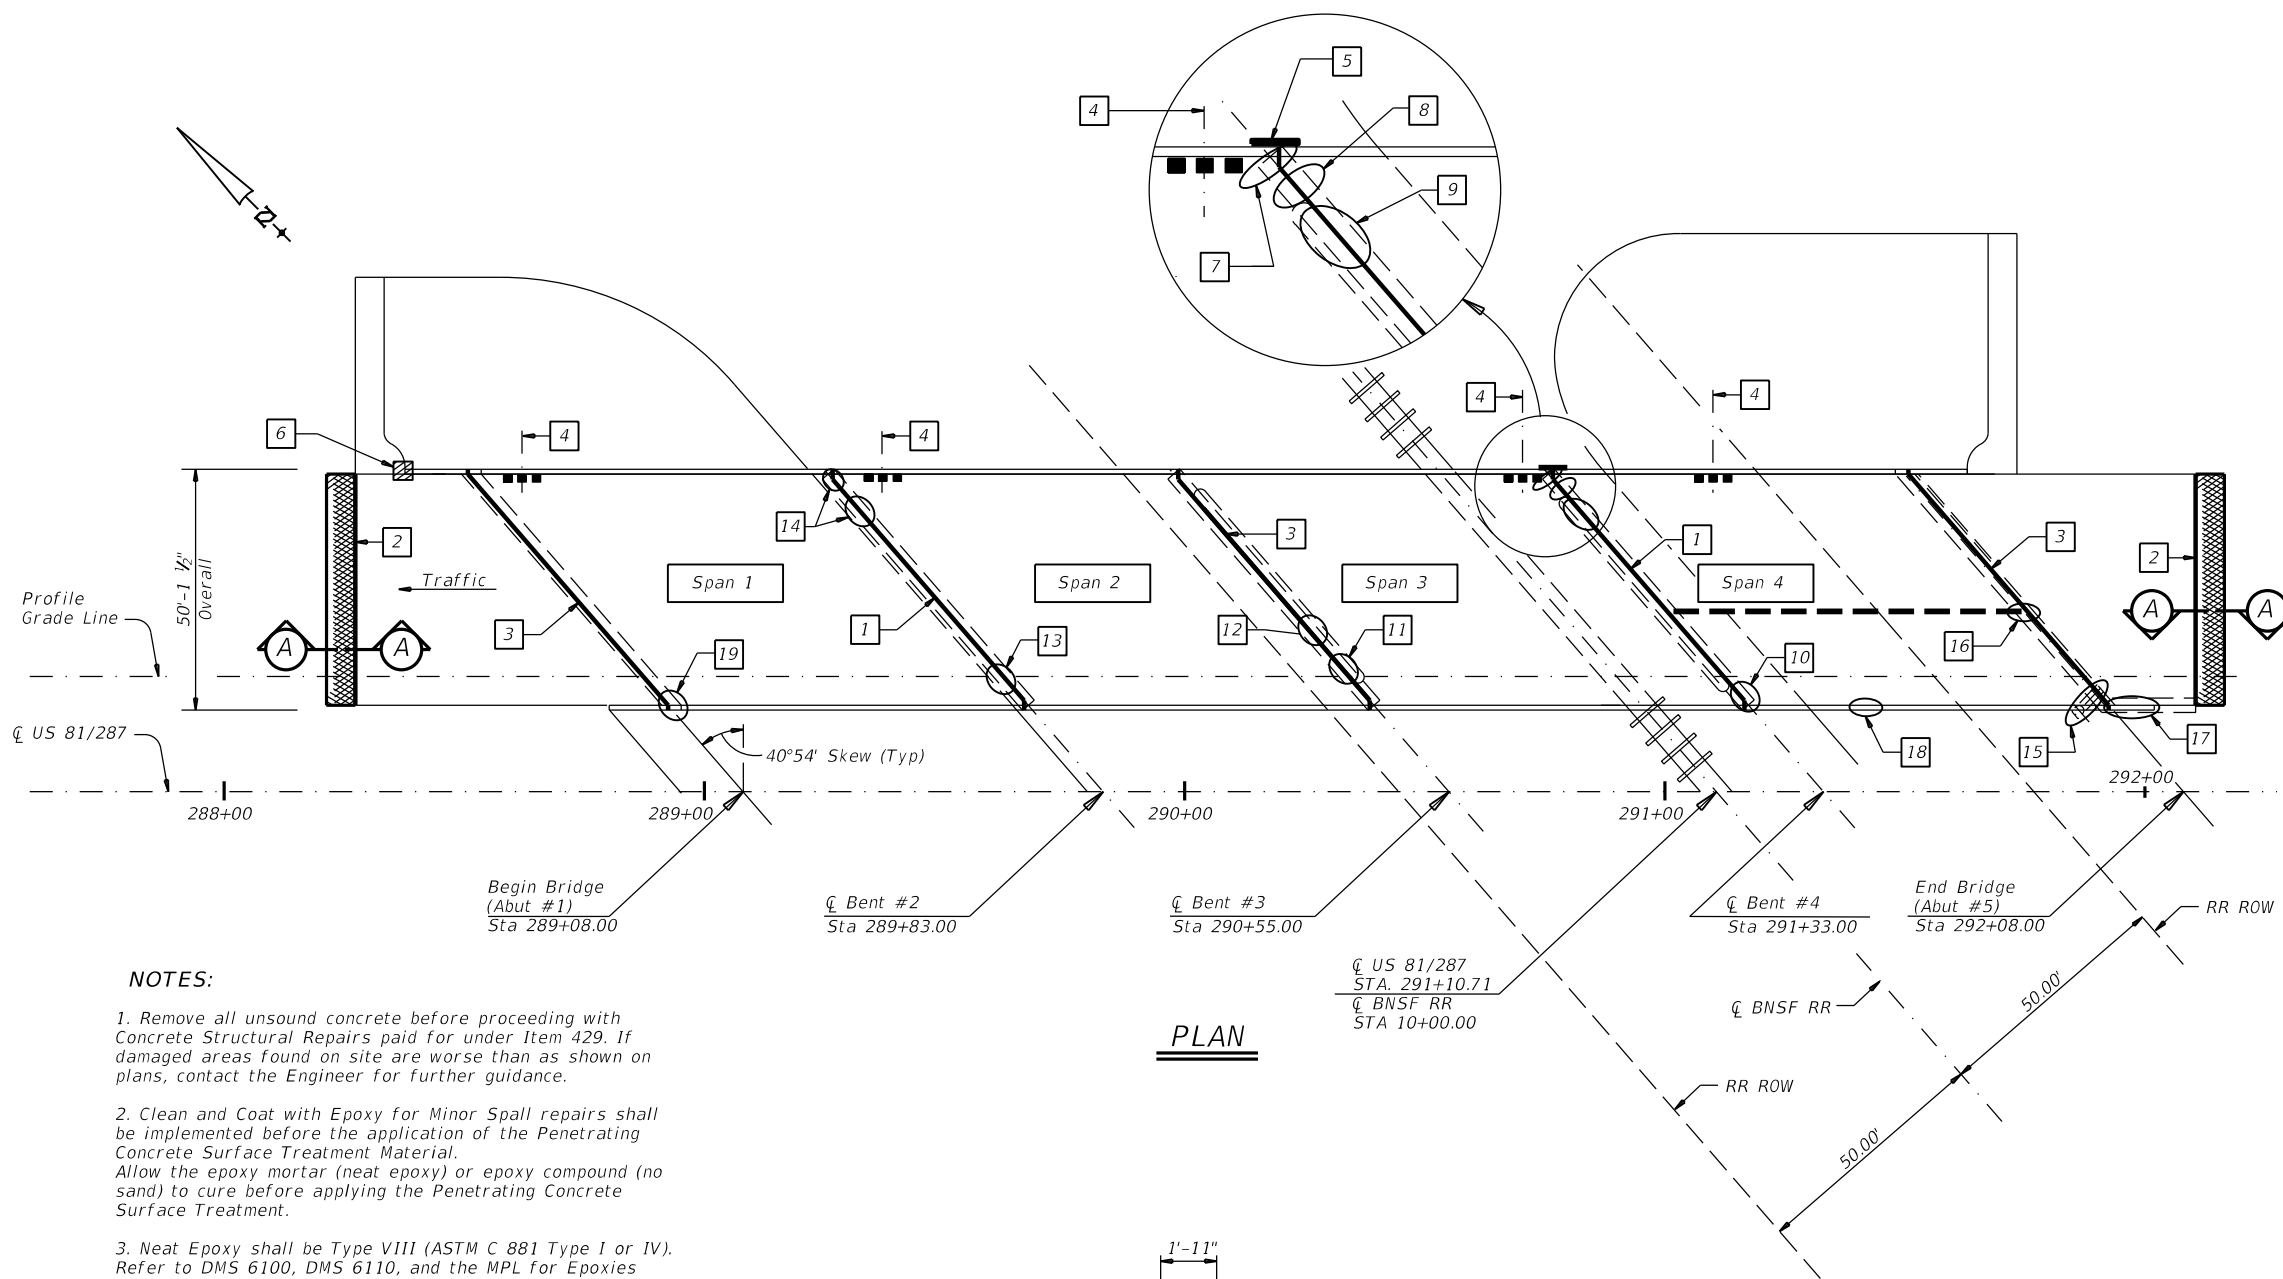 5
4
8
9
7
N
4
4
6
4
4
14
3
1
3
2
2
Span 1
Span 2
Span 3
Span 4
Traffic
50'-1 ½"
Overall
Profile
Grade Line
A
A
A
A
3
1
12
11
13
19
16
10
℄ US 81/287
40°54' Skew (Typ)
18
15
17
288+00
289+00
290+00
291+00
292+00
Begin Bridge
(Abut #1)
Sta 289+08.00
℄ Bent #2
Sta 289+83.00
℄ Bent #3
Sta 290+55.00
℄ US 81/287
STA. 291+10.71
℄ BNSF RR
STA 10+00.00
℄ Bent #4
Sta 291+33.00
End Bridge
(Abut #5)
Sta 292+08.00
RR ROW
50.00'
℄ BNSF RR
RR ROW
50.00'
PLAN
NOTES:
1. Remove all unsound concrete before proceeding with
Concrete Structural Repairs paid for under Item 429. If
damaged areas found on site are worse than as shown on
plans, contact the Engineer for further guidance.
2. Clean and Coat with Epoxy for Minor Spall repairs shall
be implemented before the application of the Penetrating
Concrete Surface Treatment Material.
Allow the epoxy mortar (neat epoxy) or epoxy compound (no
sand) to cure before applying the Penetrating Concrete
Surface Treatment.
3. Neat Epoxy shall be Type VIII (ASTM C 881 Type I or IV).
Refer to DMS 6100, DMS 6110, and the MPL for Epoxies
1'-11"